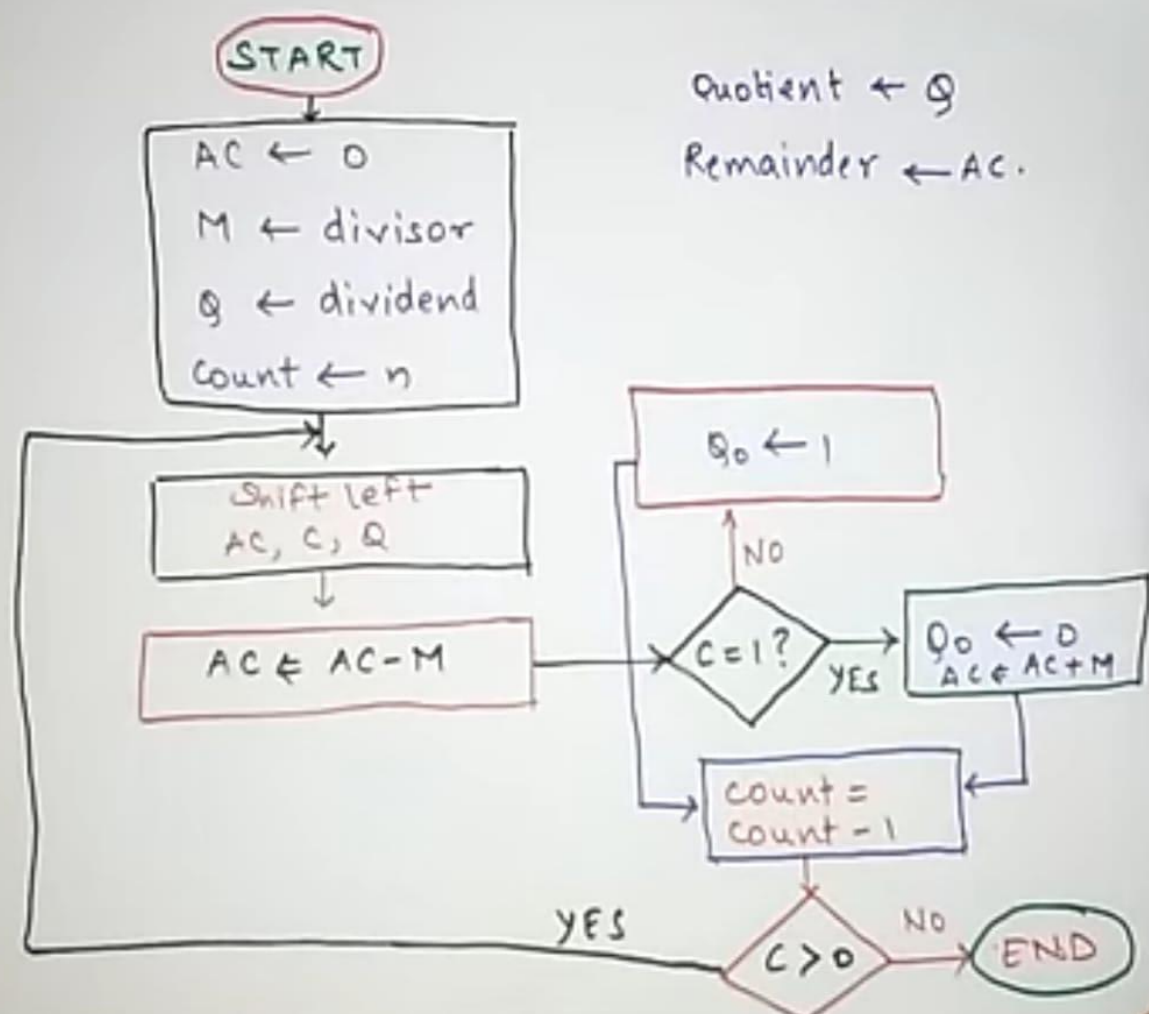 START
Quotient ← Q
Remainder ← AC.
AC ← 0
M ← divisor
Q ← dividend
Count ← n
Shift left
AC, C, Q
AC ← AC-M
C=1?
NO
Q0 ← 1
YES
Q0 ← 0
AC ← AC+M
count =
count - 1
C>0
YES
NO
END